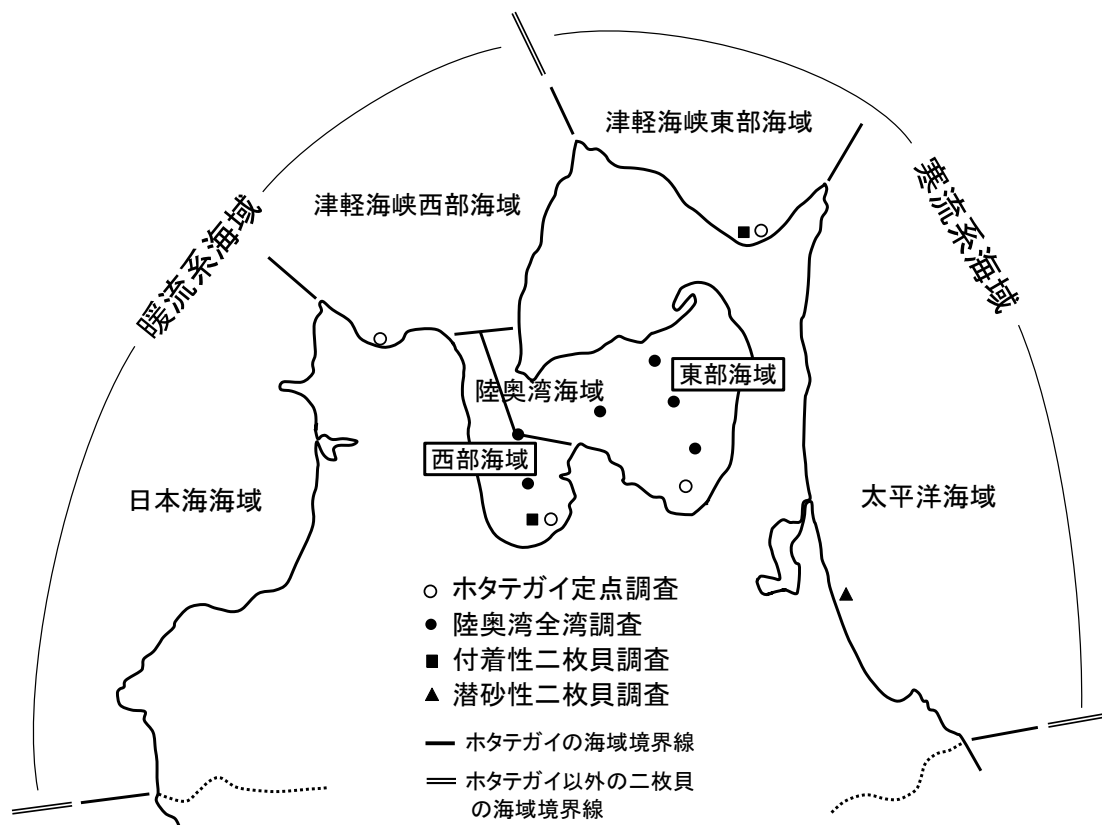 津軽海峡東部海域
津軽海峡西部海域
暖流系海域
寒流系海域
陸奥湾海域
東部海域
西部海域
日本海海域
太平洋海域
○ ホタテガイ定点調査
● 陸奥湾全湾調査
■ 付着性二枚貝調査
▲ 潜砂性二枚貝調査
ホタテガイの海域境界線
ホタテガイ以外の二枚貝
の海域境界線